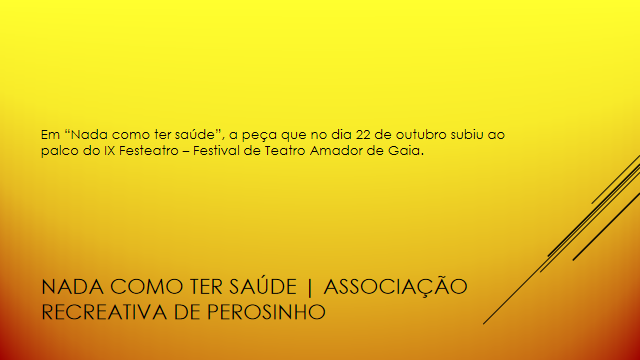 Em “Nada como ter saúde”, a peça que no dia 22 de outubro subiu ao
palco do IX Festeatro – Festival de Teatro Amador de Gaia.
NADA COMO TER SAÚDE | ASSOCIAÇÃO
RECREATIVA DE PEROSINHO